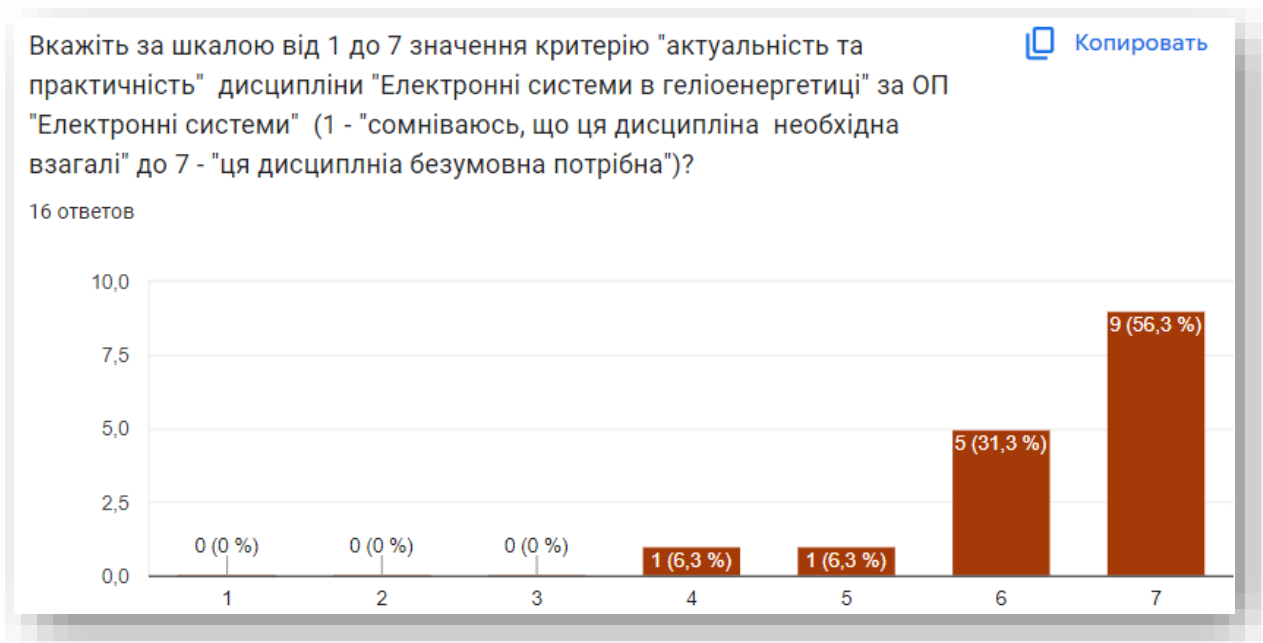 Вкажіть за шкалою від 1 до 7 значення критерію "актуальність та
практичність" дисципліни "Електронні системи в геліоенергетиці" за ОП
"Електронні системи" (1 - "сомніваюсь, що ця дисципліна необхідна
взагалі" до 7 - "ця дисциплніа безумовна потрібна")?
Копировать
16 ответов
10,0
7,5
5,0
2,5
0,0
0 (0 %)
0 (0 %)
0 (0 %)
1 (6,3 %)
1 (6,3 %)
5 (31,3 %)
9 (56,3 %)
1
2
3
4
5
6
7